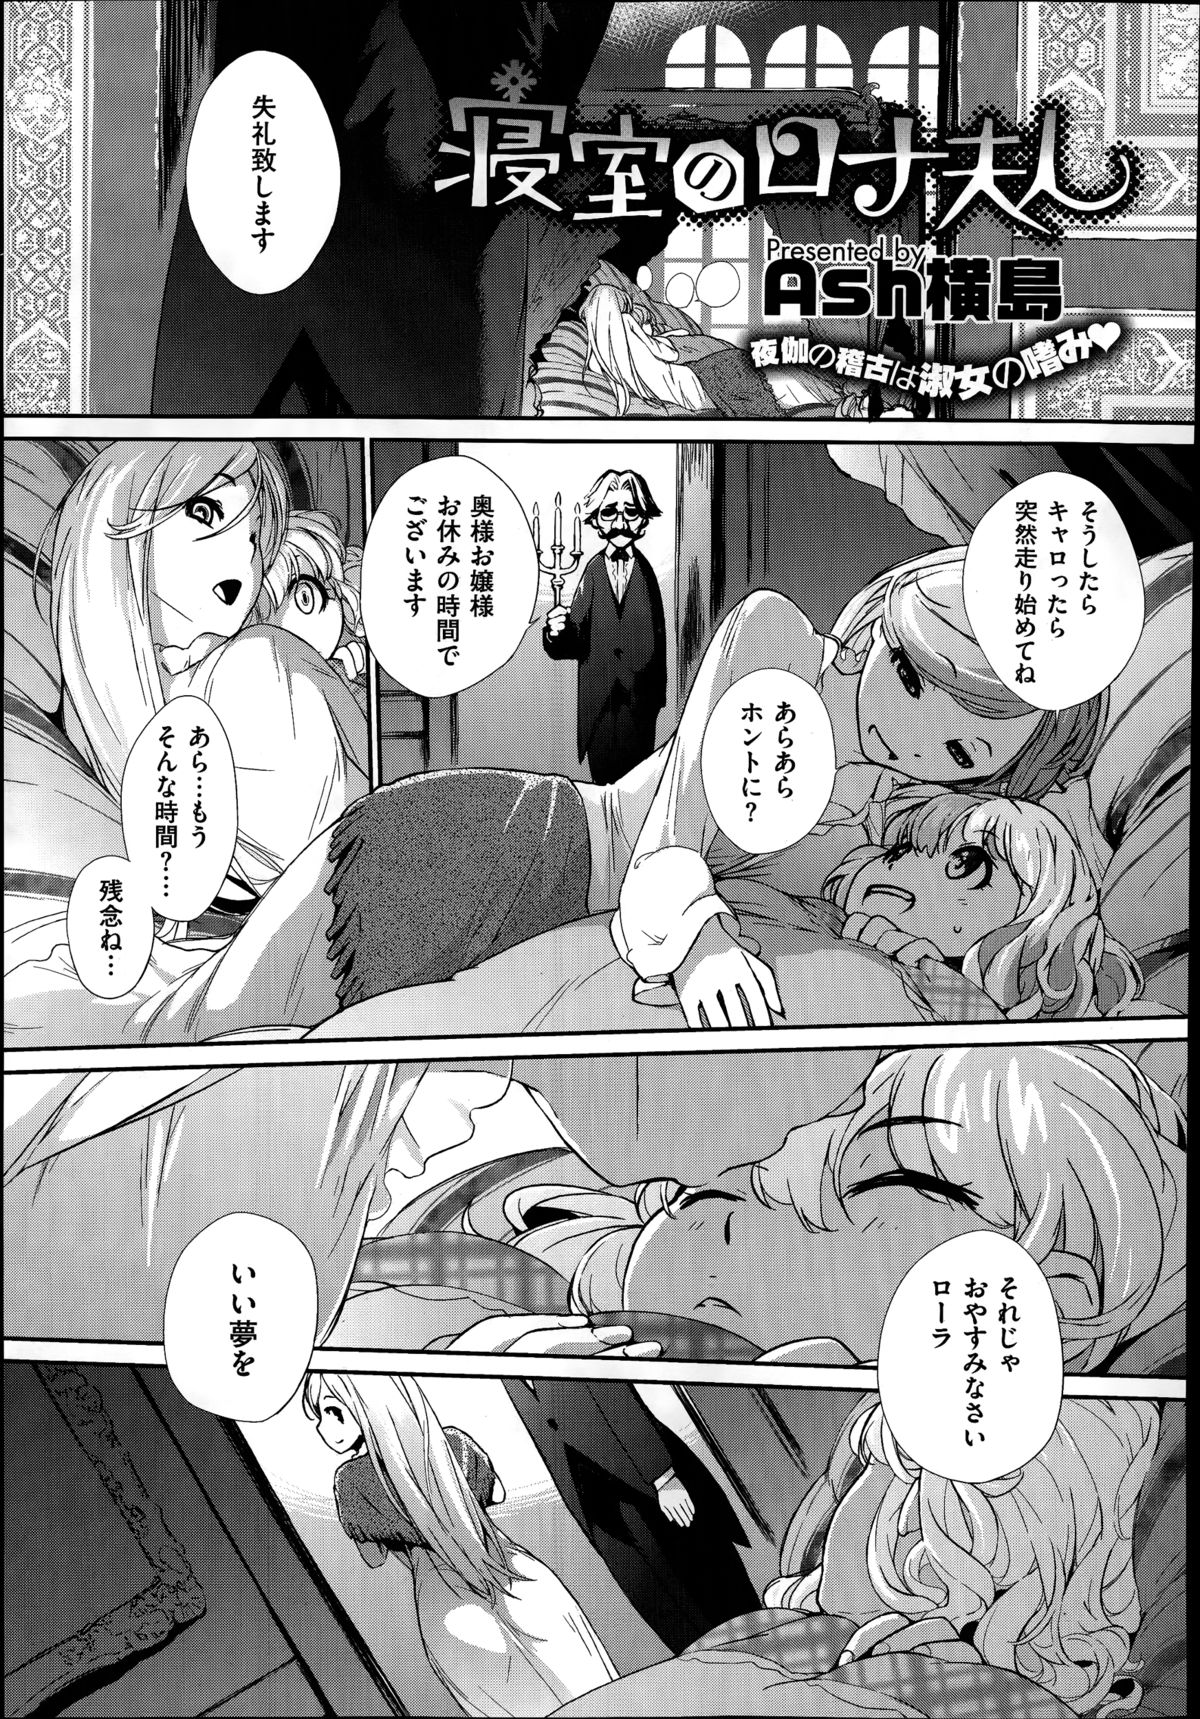 寝室のロナ夫人
Presented by
Ash横島
夜伽の稽古は淑女の嗜み♥
失礼致します
そうしたら
キャロったら
突然走り始めてね
あらあら
ホントに?
奥様お嬢様
お休みの時間で
ございます
あら…もう
そんな時間?……
残念ね…
それじゃ
おやすみなさい
ローラ
いい夢を